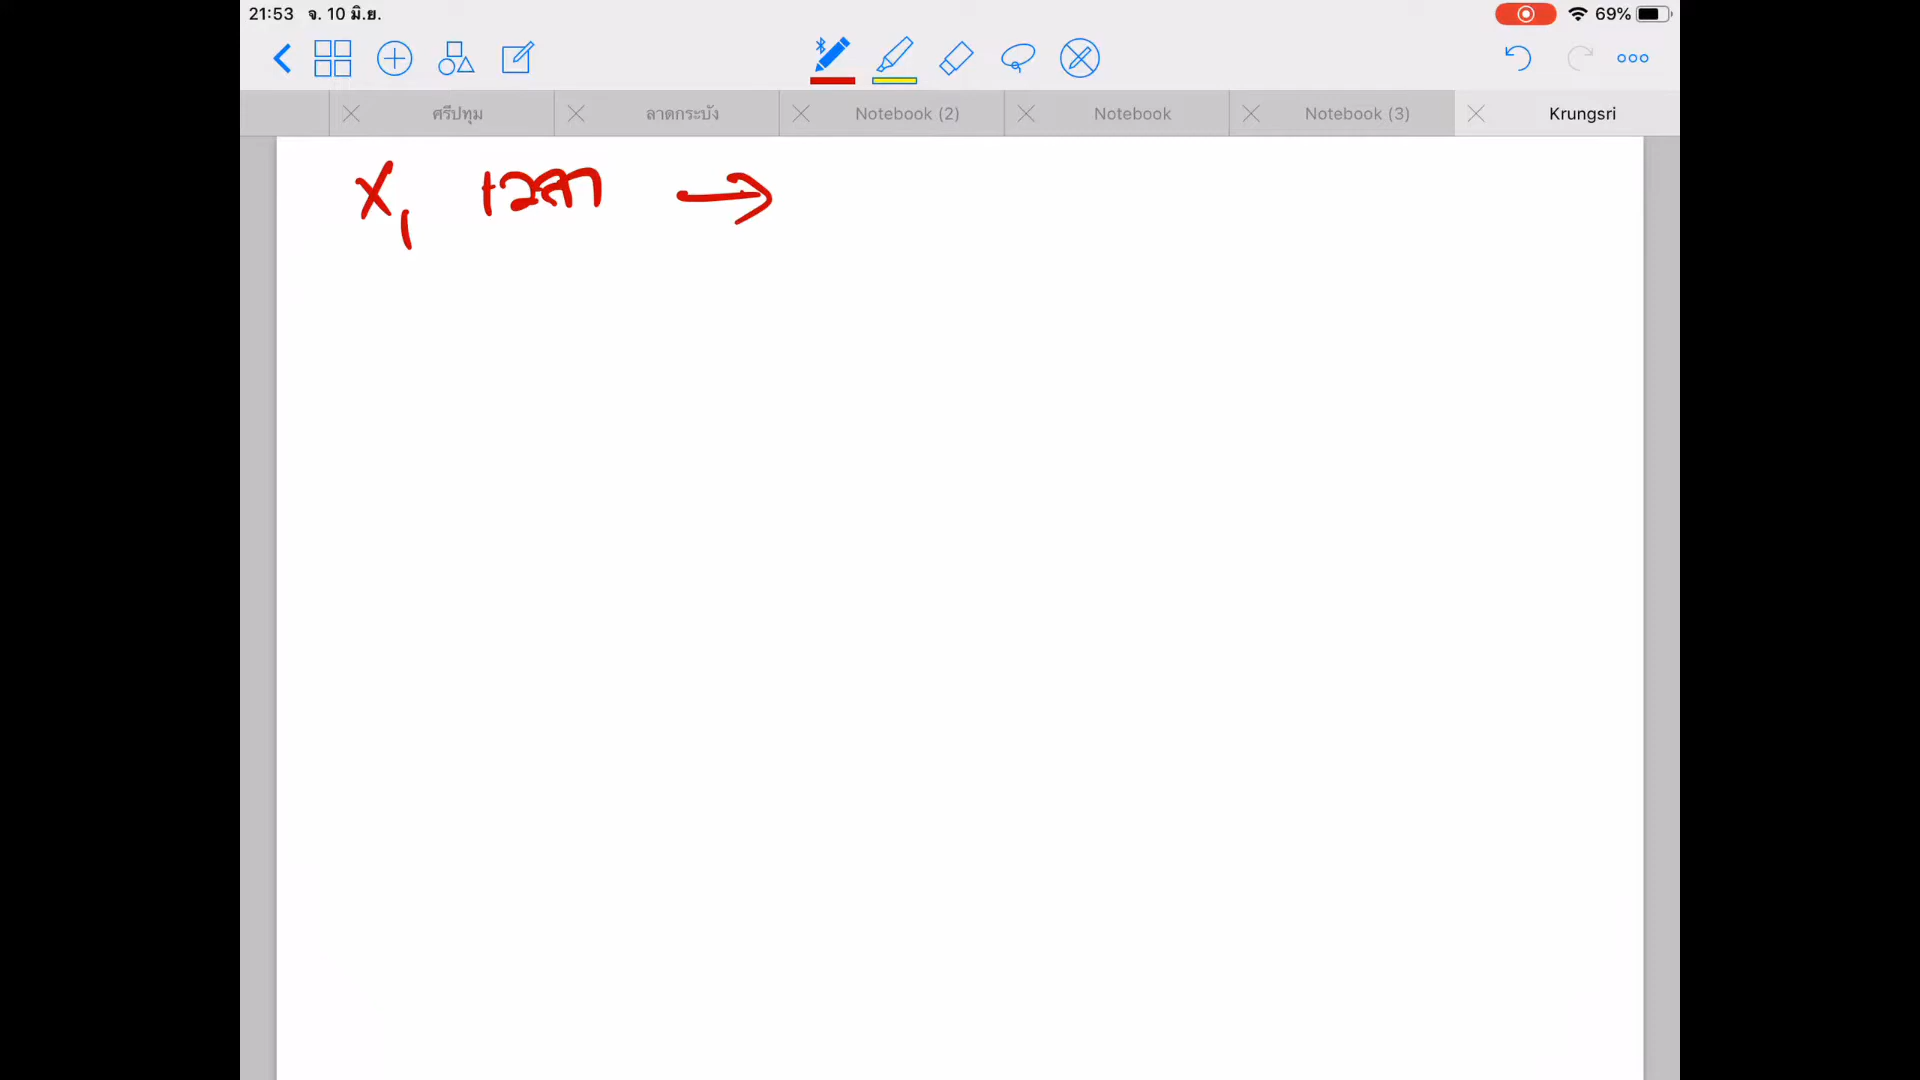 21:53 จ. 10 มิ.ย. 69%
ศรีปทุม ลาดกระบัง Notebook (2) Notebook Notebook (3) Krungsri
X₁ เวลา →